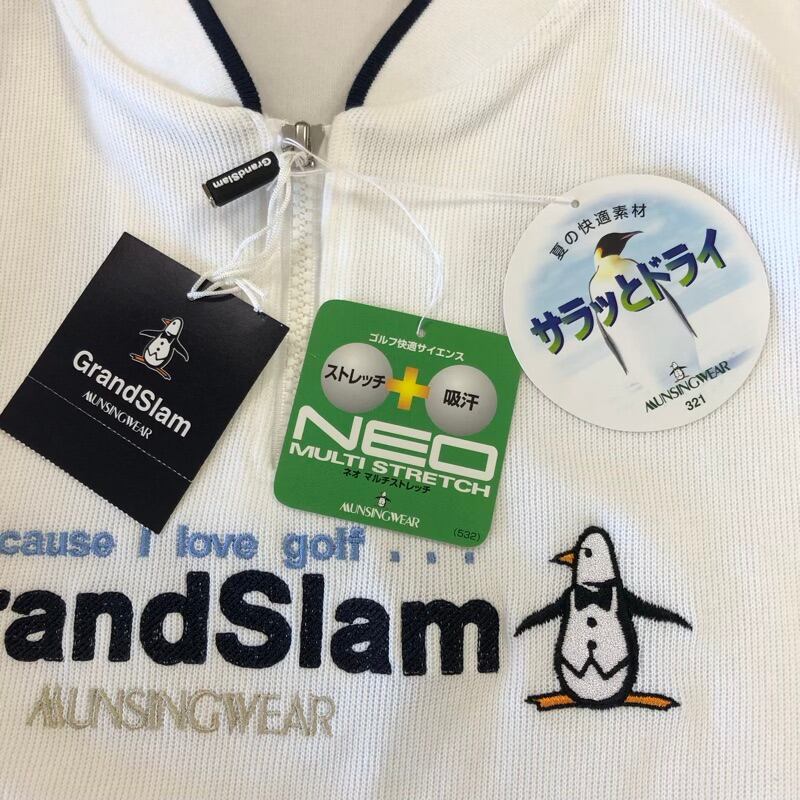 GrandSlam
GrandSlam
MUNSINGWEAR
ゴルフ快適サイエンス
ストレッチ
吸汗
NEO
MULTI STRETCH
ネオ マルチストレッチ
MUNSINGWEAR
(532)
夏の快適素材
サラッとドライ
MUNSINGWEAR
321
cause I love golf . . .
randSlam
MUNSINGWEAR